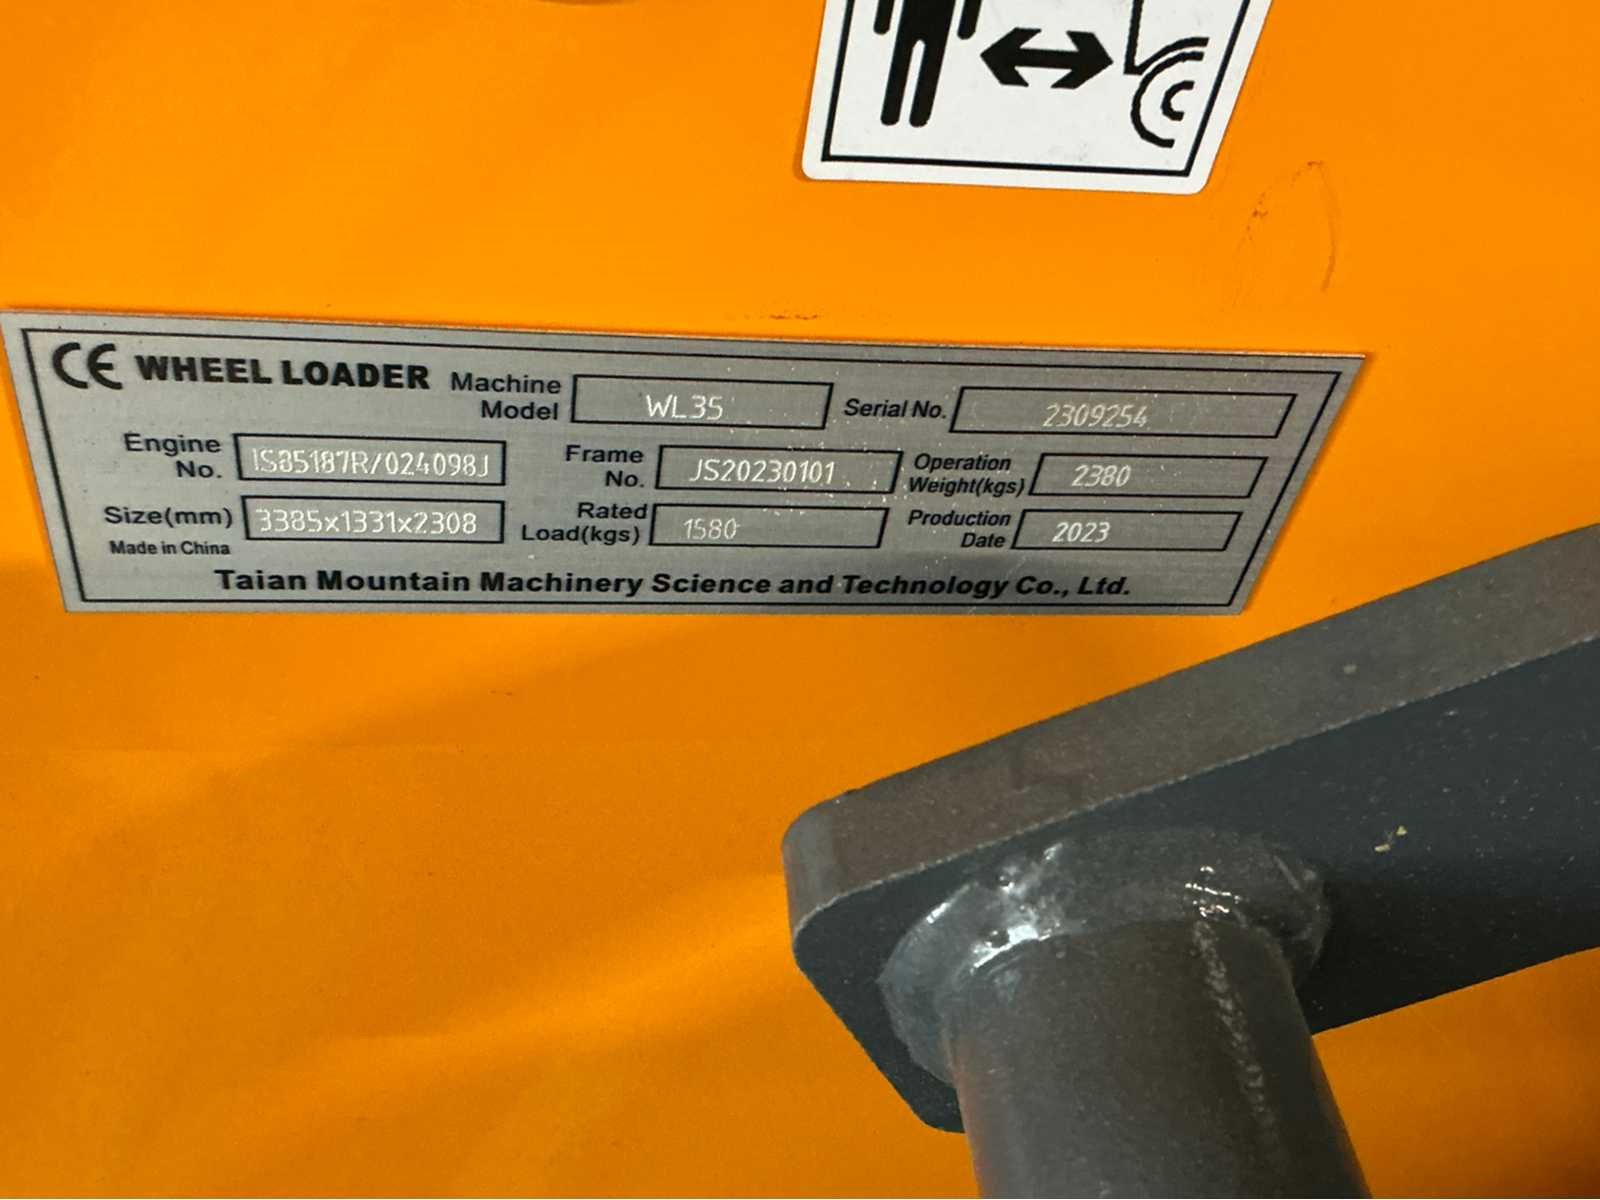 CE WHEEL LOADER Machine Model WL35 Serial No. 2309254
Engine No. IS85187R/024098J Frame No. JS20230101 Operation Weight(kgs) 2380
Size(mm) 3385x1331x2308 Rated Load(kgs) 1580 Production Date 2023
Made in China
Taian Mountain Machinery Science and Technology Co., Ltd.